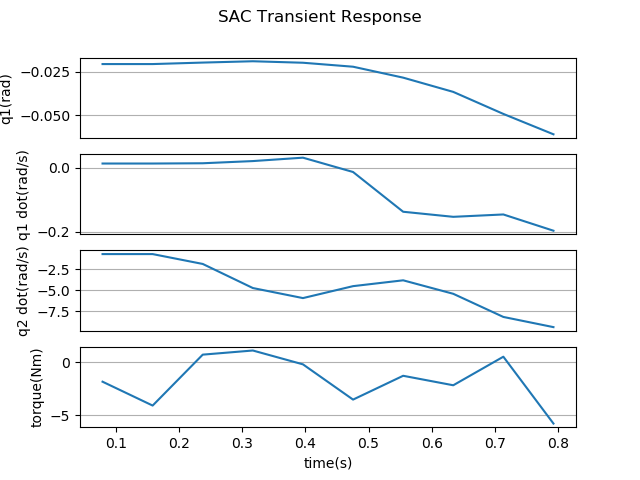 SAC Transient Response
q1(rad)
−0.025
−0.050
q1 dot(rad/s)
0.0
−0.2
q2 dot(rad/s)
−2.5
−5.0
−7.5
torque(Nm)
0
−5
0.1 0.2 0.3 0.4 0.5 0.6 0.7 0.8
time(s)